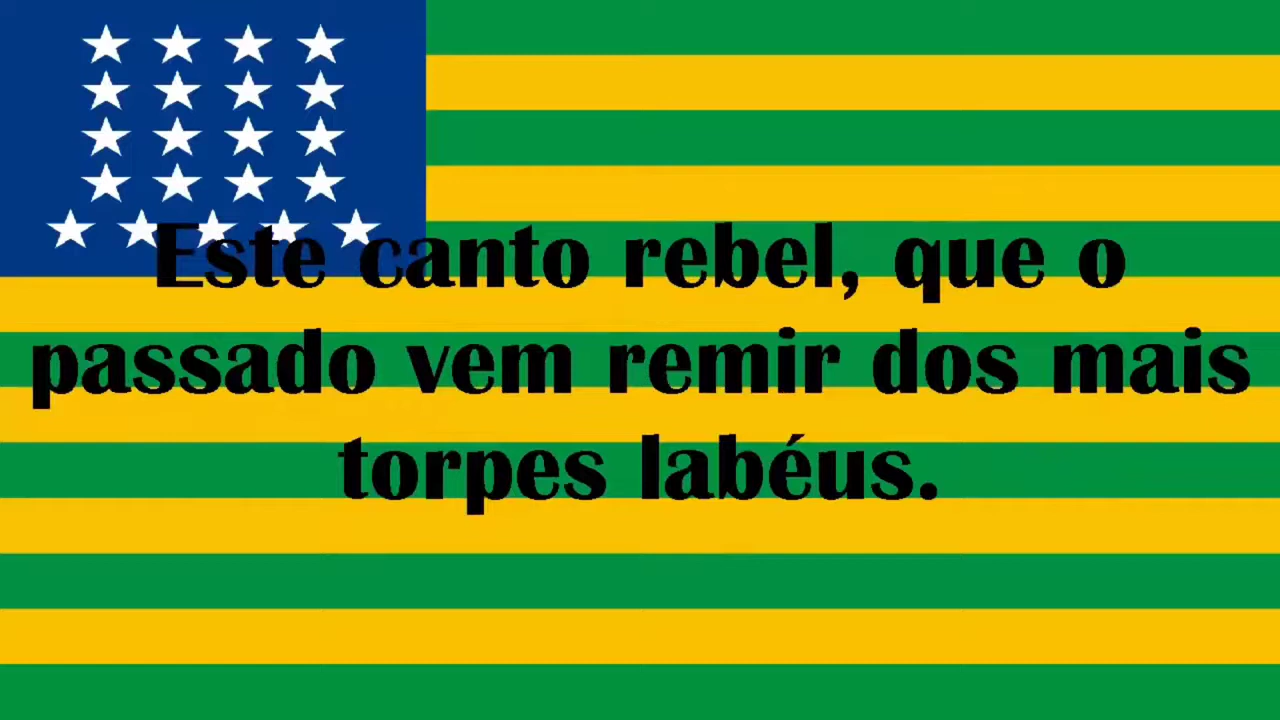 Este canto rebel, que o
passado vem remir dos mais
torpes labéus.